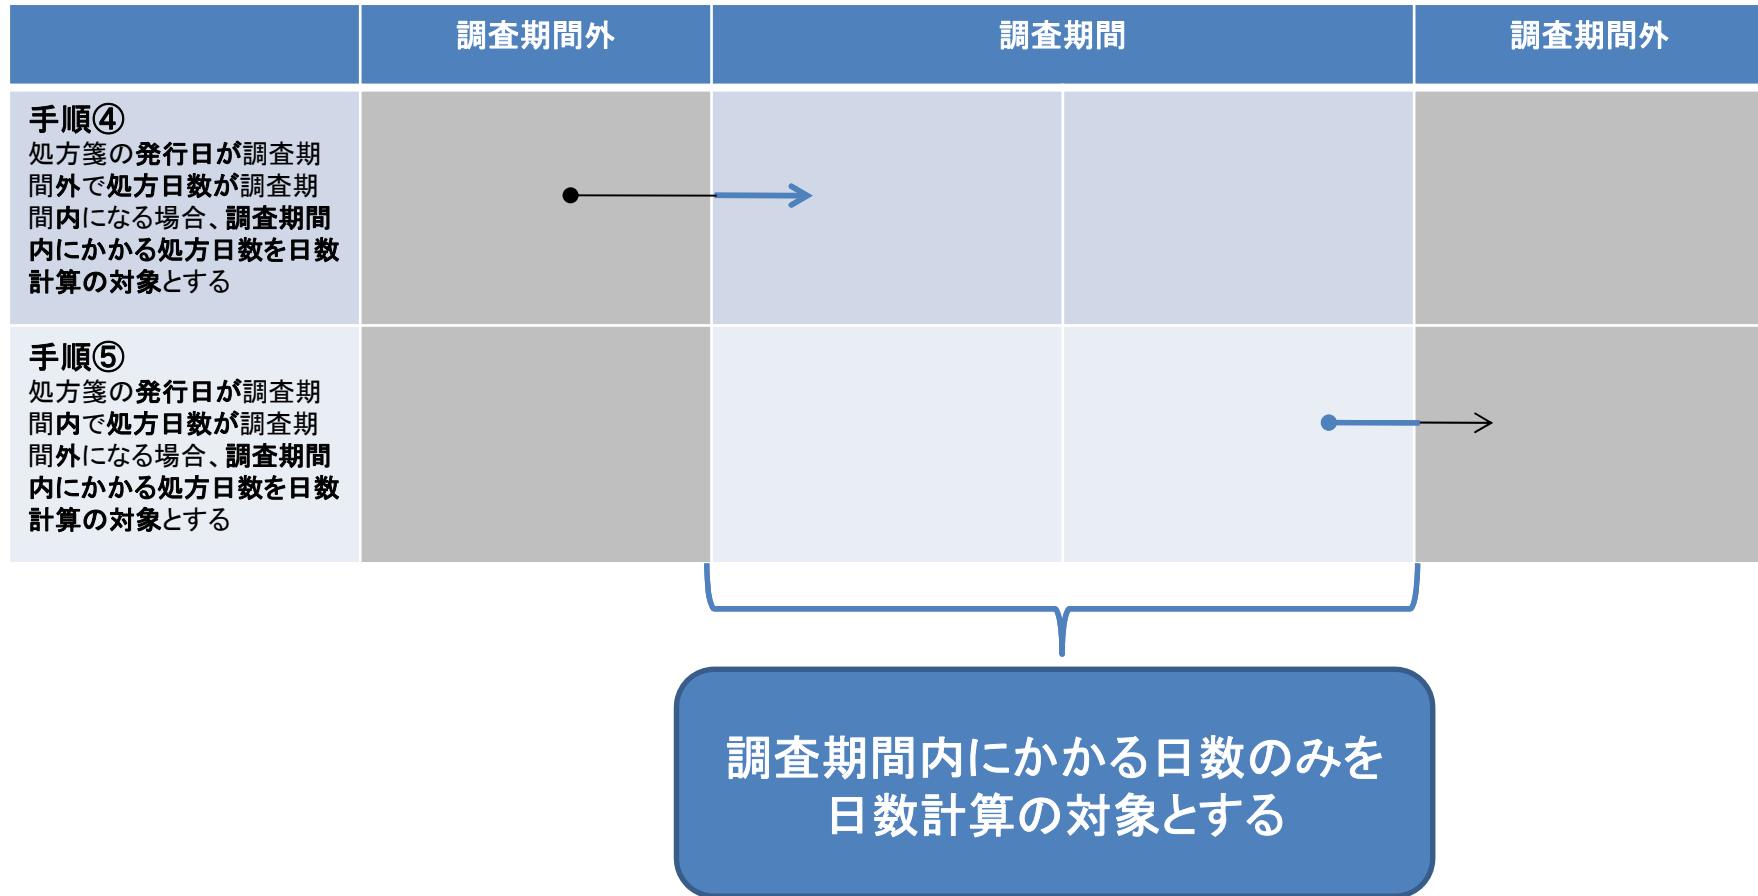 調査期間外
調査期間
調査期間外
手順④
処方箋の発行日が調査期
間外で処方日数が調査期
間内になる場合、調査期間
内にかかる処方日数を日数
計算の対象とする
手順⑤
処方箋の発行日が調査期
間内で処方日数が調査期
間外になる場合、調査期間
内にかかる処方日数を日数
計算の対象とする
調査期間内にかかる日数のみを
日数計算の対象とする